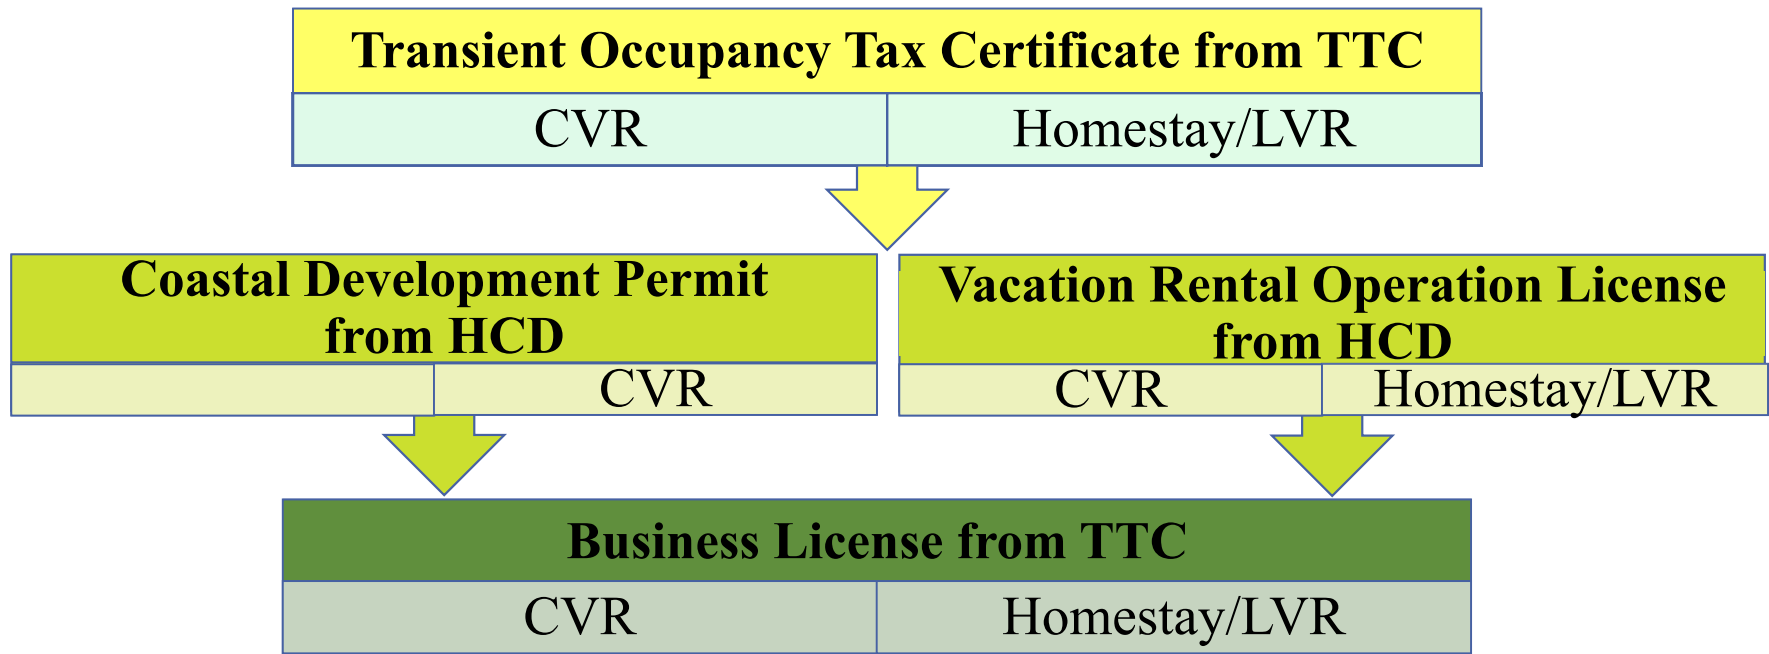 Transient Occupancy Tax Certificate from TTC
CVR
Homestay/LVR
Coastal Development Permit
from HCD
CVR
Vacation Rental Operation License
from HCD
CVR
Homestay/LVR
Business License from TTC
CVR
Homestay/LVR